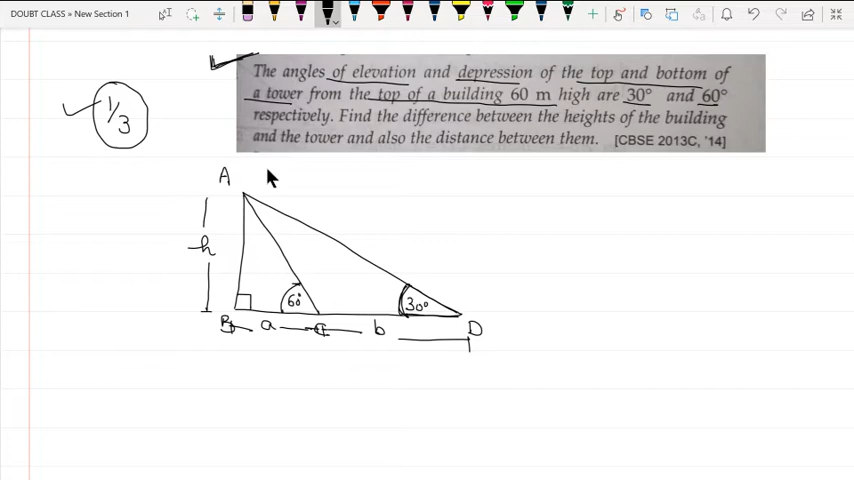 DOUBT CLASS » New Section 1
The angles of elevation and depression of the top and bottom of
a tower from the top of a building 60 m high are 30° and 60°
respectively. Find the difference between the heights of the building
and the tower and also the distance between them. [CBSE 2013C, '14]
1/3
A
h
60° 30°
B a C b D